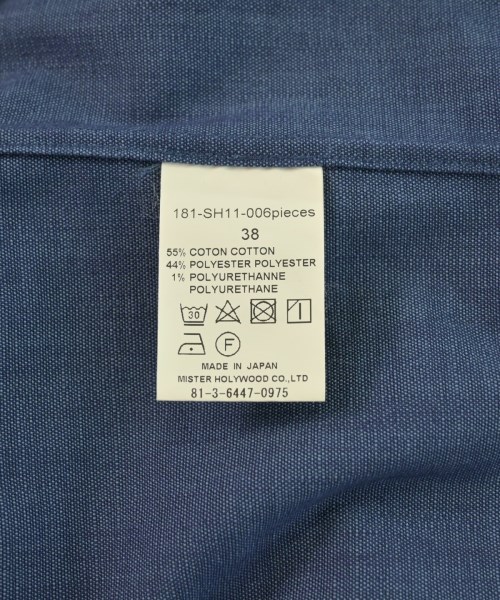 181-SH11-006pieces
38
55% COTON COTTON
44% POLYESTER POLYESTER
1% POLYURETHANNE
POLYURETHANE
30
F
MADE IN JAPAN
MISTER HOLYWOOD CO.,LTD
81-3-6447-0975